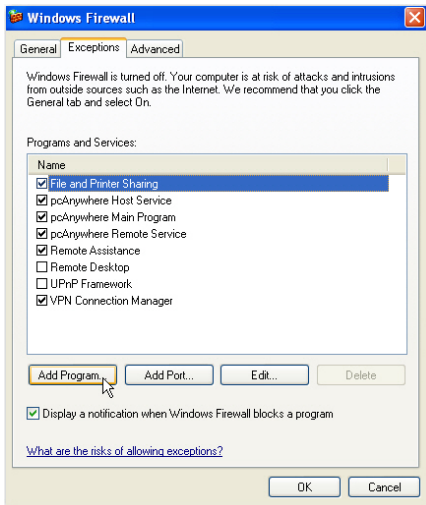 Windows Firewall
General Exceptions Advanced
Windows Firewall is turned off. Your computer is at risk of attacks and intrusions
from outside sources such as the Internet. We recommend that you click the
General tab and select On.
Programs and Services:
Name
File and Printer Sharing
pcAnywhere Host Service
pcAnywhere Main Program
pcAnywhere Remote Service
Remote Assistance
Remote Desktop
UPnP Framework
VPN Connection Manager
Add Program... Add Port... Edit... Delete
Display a notification when Windows Firewall blocks a program
What are the risks of allowing exceptions?
OK Cancel